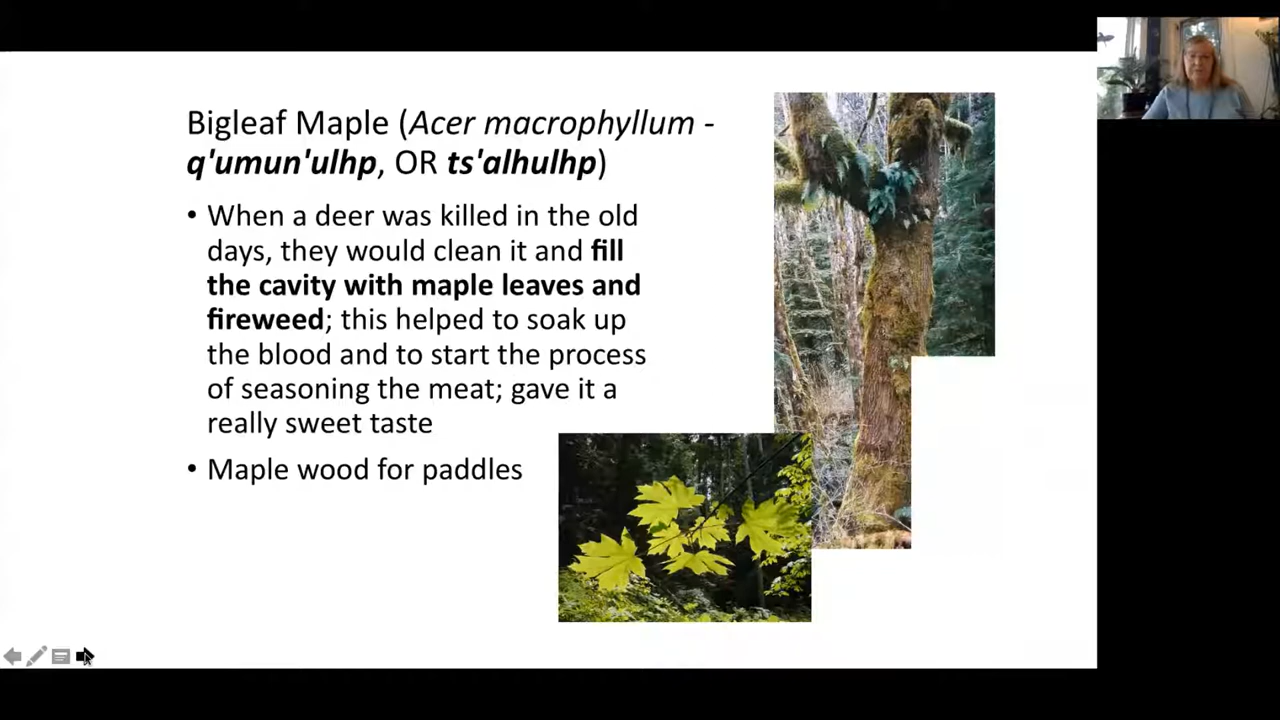 Bigleaf Maple (Acer macrophyllum -
q'umun'ulhp, OR ts'alhulhp)
• When a deer was killed in the old
days, they would clean it and fill
the cavity with maple leaves and
fireweed; this helped to soak up
the blood and to start the process
of seasoning the meat; gave it a
really sweet taste
• Maple wood for paddles